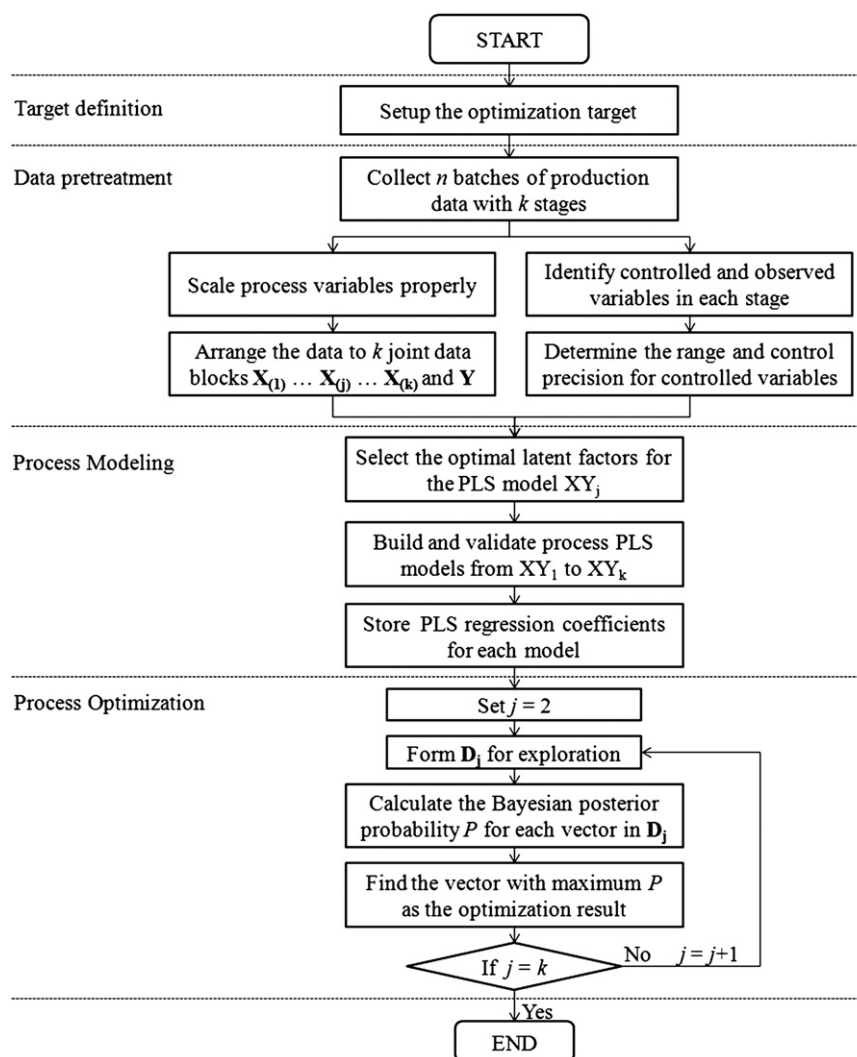 START
Target definition
Setup the optimization target
Data pretreatment
Collect n batches of production
data with k stages
Scale process variables properly
Identify controlled and observed
variables in each stage
Arrange the data to k joint data
blocks X(1) … X(j) … X(k) and Y
Determine the range and control
precision for controlled variables
Process Modeling
Select the optimal latent factors for
the PLS model XYj
Build and validate process PLS
models from XY1 to XYk
Store PLS regression coefficients
for each model
Process Optimization
Set j = 2
Form Dj for exploration
Calculate the Bayesian posterior
probability P for each vector in Dj
Find the vector with maximum P
as the optimization result
If j = k
No j = j+1
Yes
END